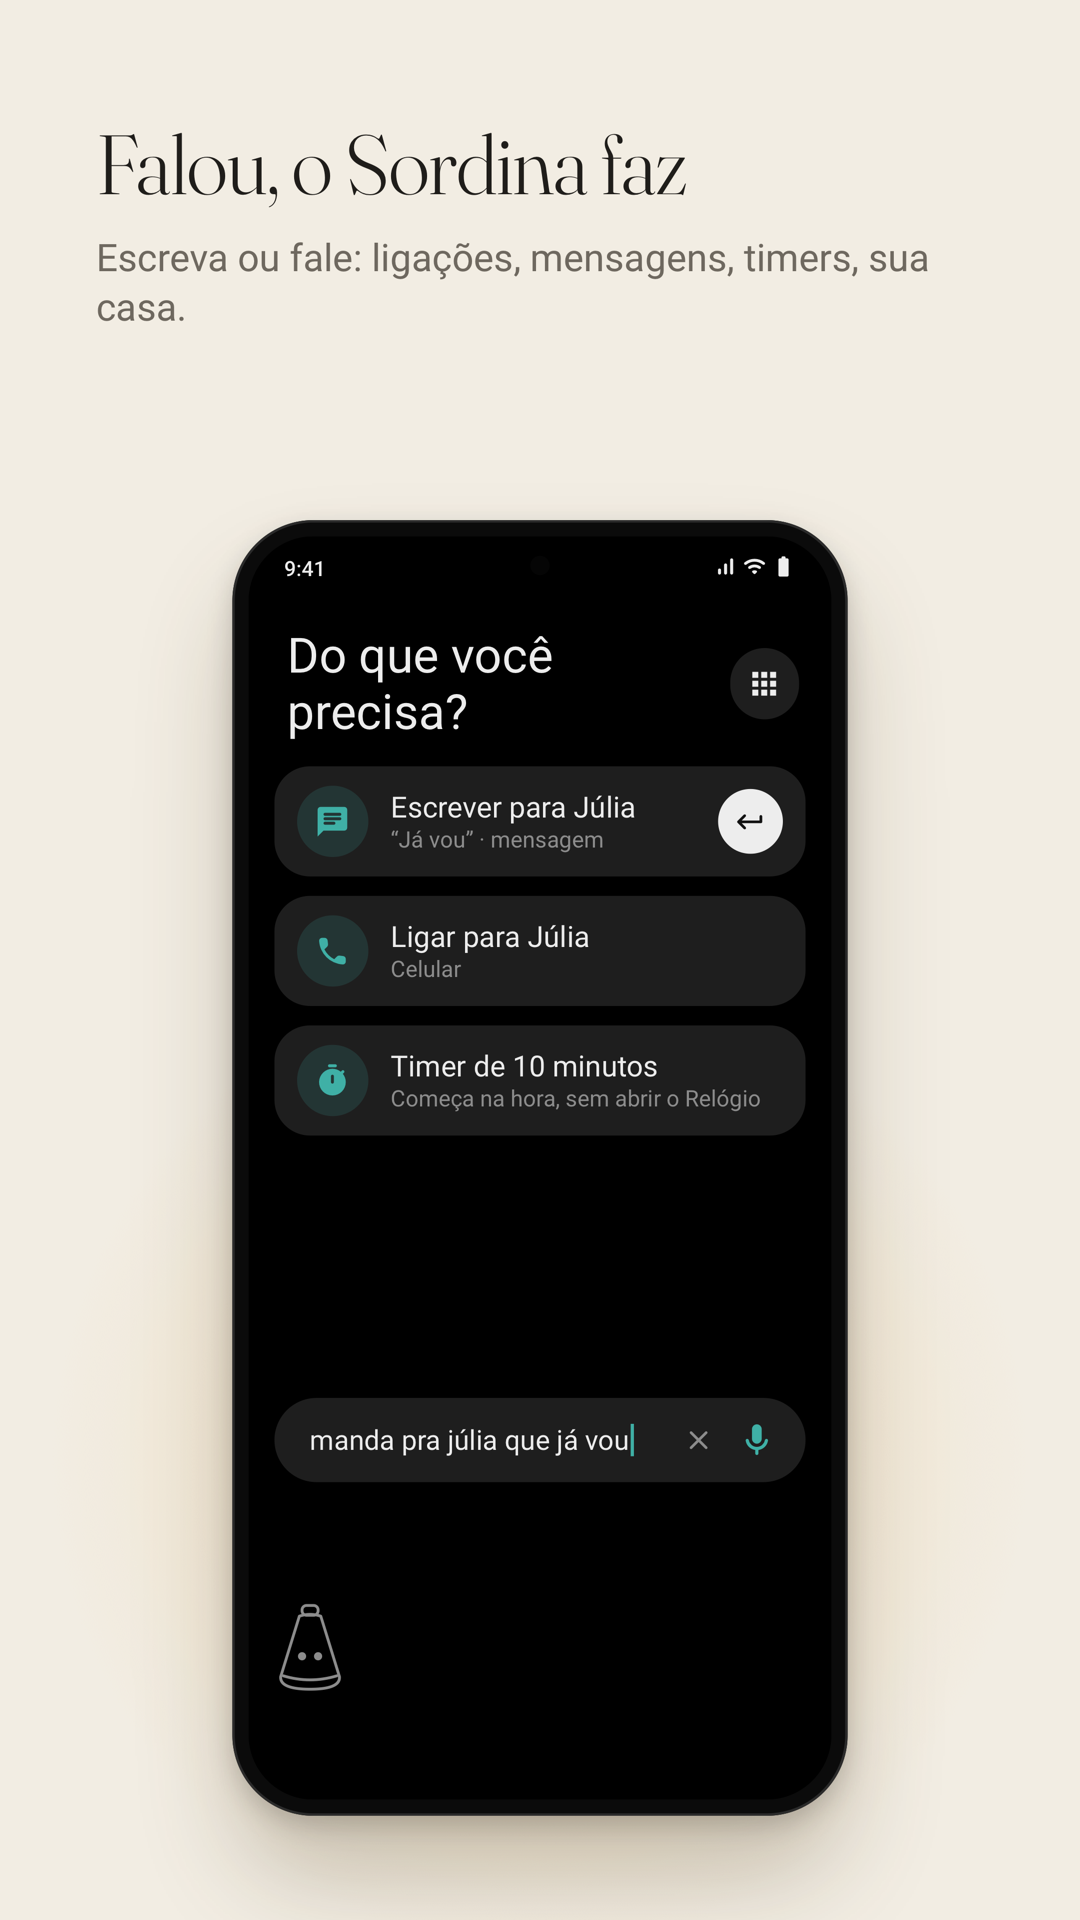 Falou, o Sordina faz
Escreva ou fale: ligações, mensagens, timers, sua
casa.
9:41
Do que você
precisa?
Escrever para Júlia
“Já vou” · mensagem
Ligar para Júlia
Celular
Timer de 10 minutos
Começa na hora, sem abrir o Relógio
manda pra júlia que já vou